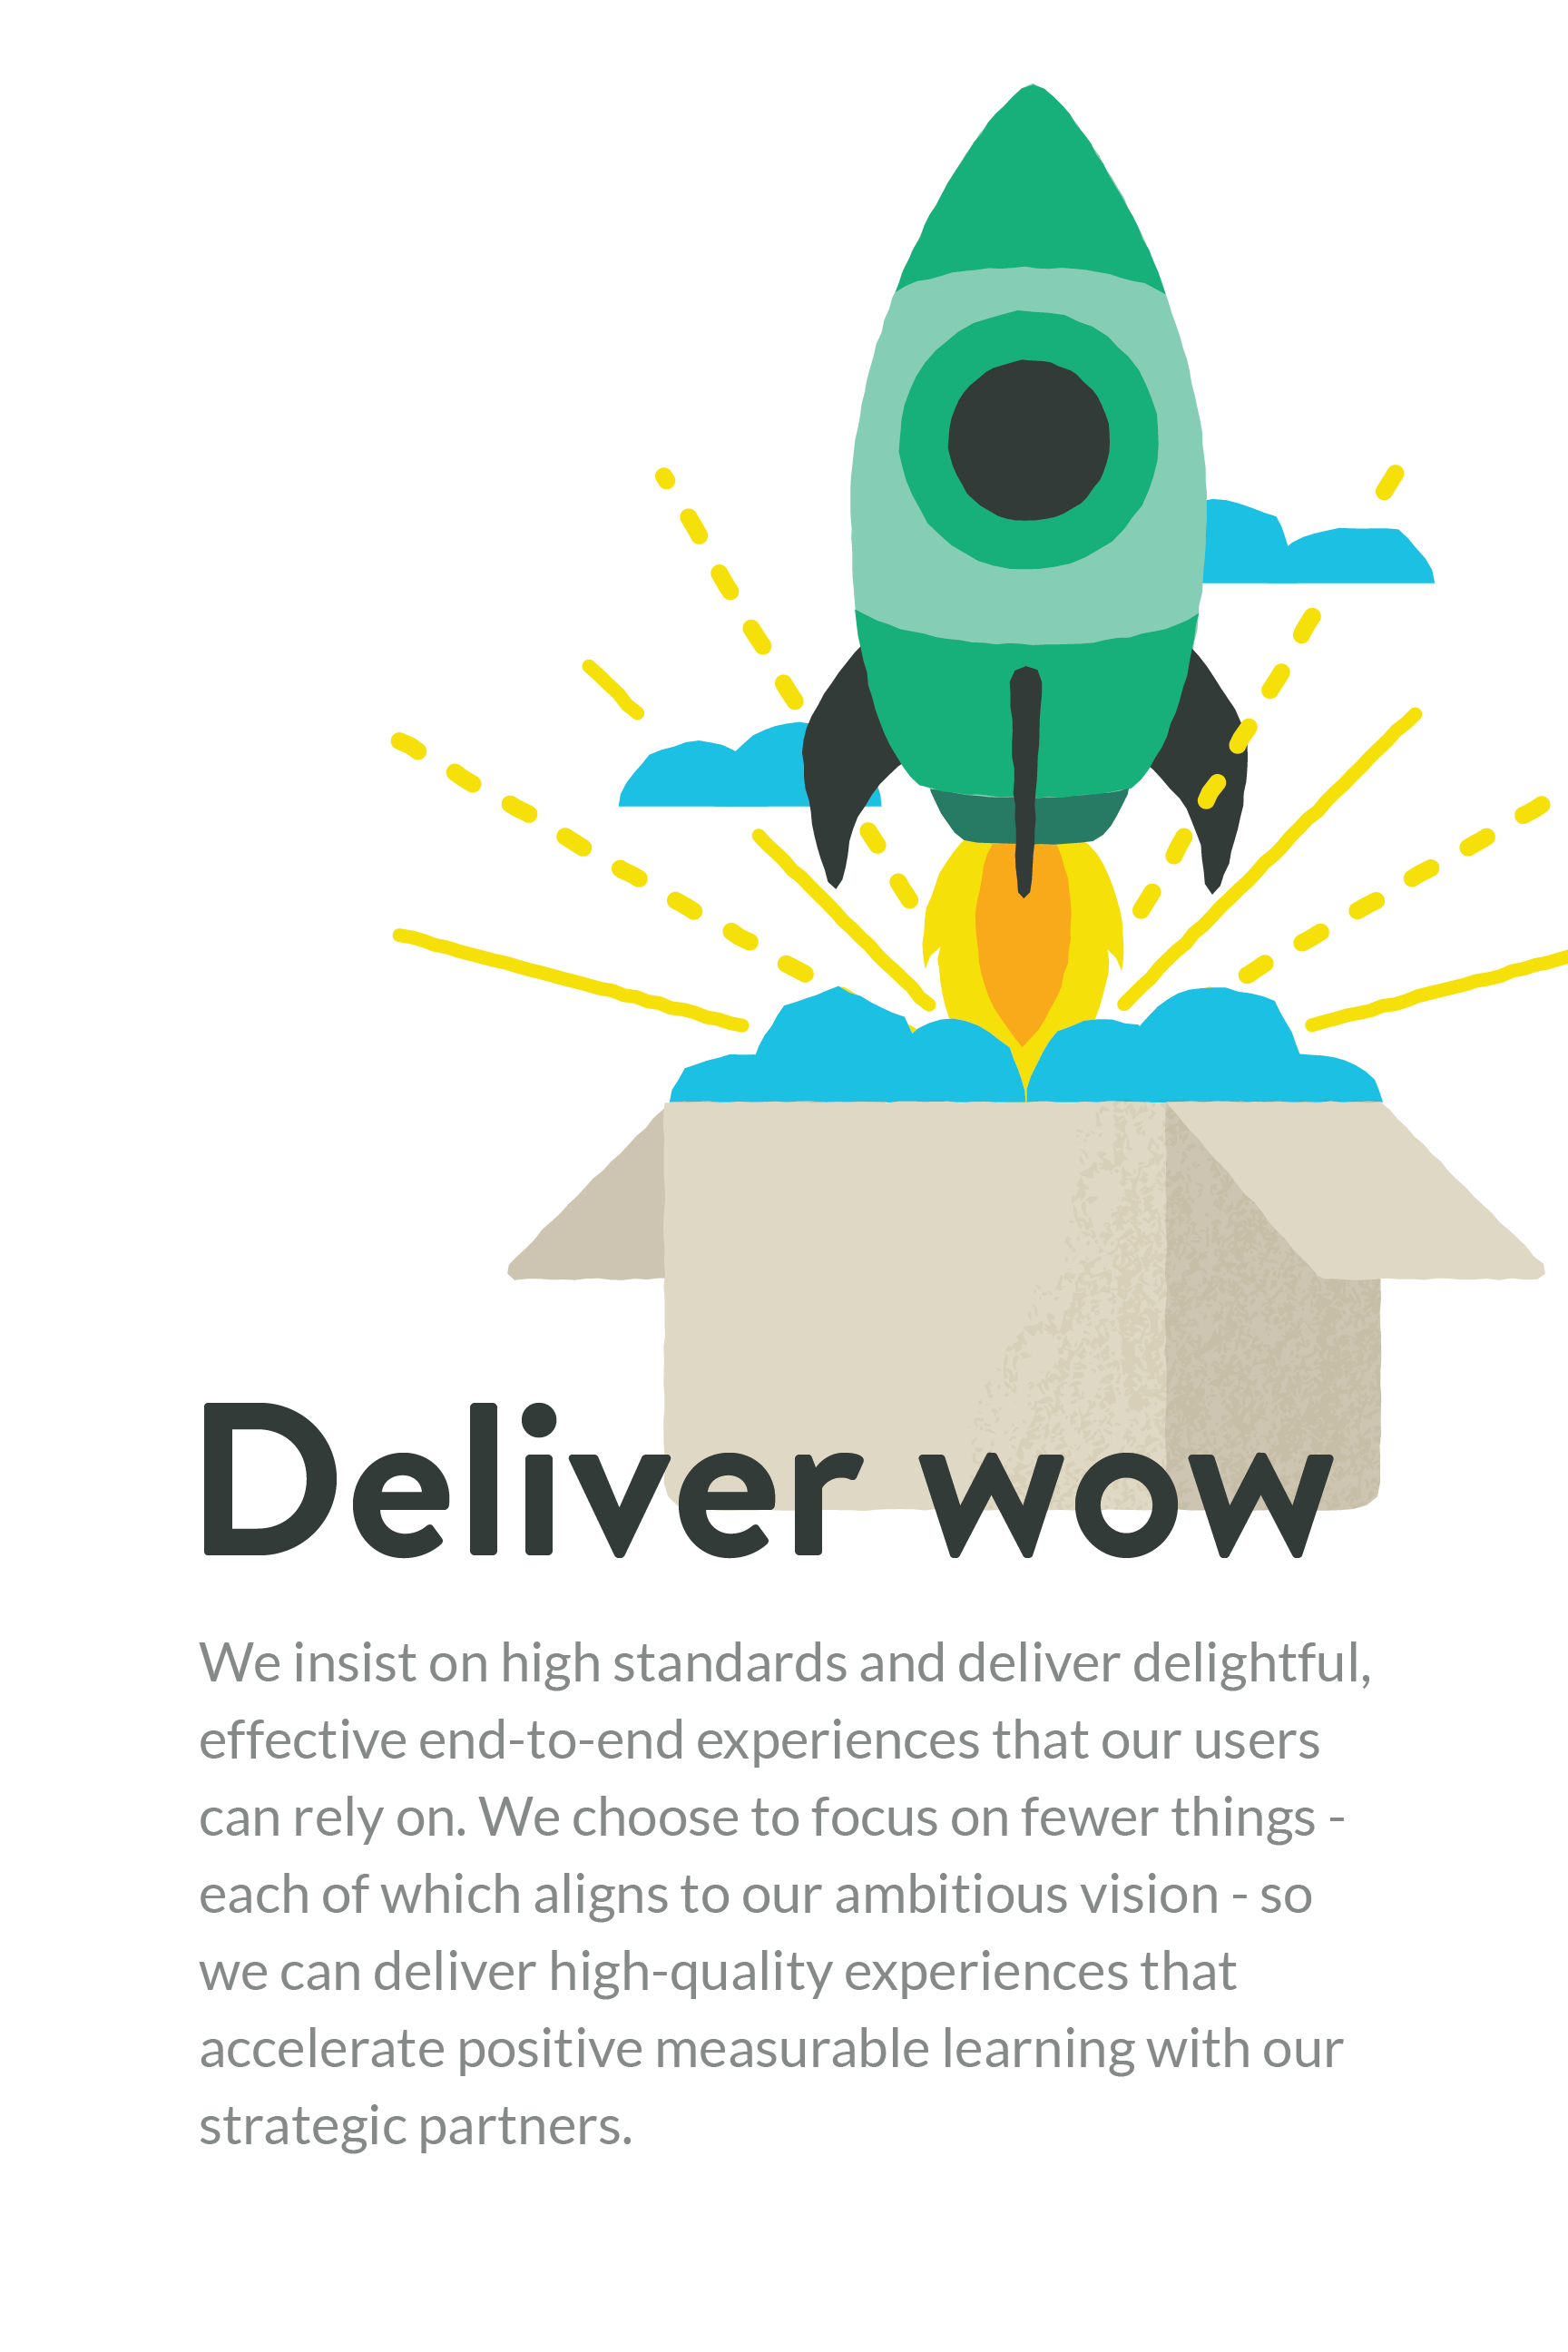 Deliver wow
We insist on high standards and deliver delightful,
effective end-to-end experiences that our users
can rely on. We choose to focus on fewer things -
each of which aligns to our ambitious vision - so
we can deliver high-quality experiences that
accelerate positive measurable learning with our
strategic partners.